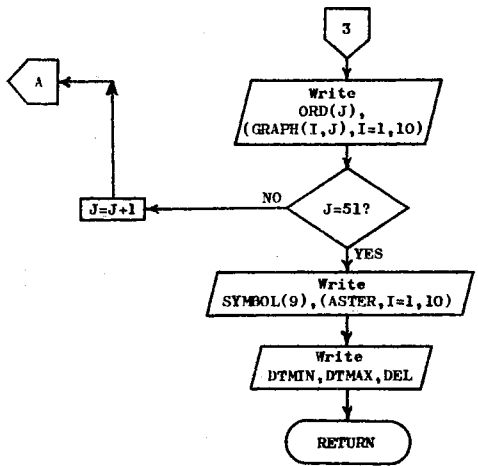 3
A
Write
ORD(J),
(GRAPH(I,J),I=1,10)
NO
J=51?
J=J+1
YES
Write
SYMBOL(9),(ASTER,I=1,10)
Write
DTMIN,DTMAX,DEL
RETURN